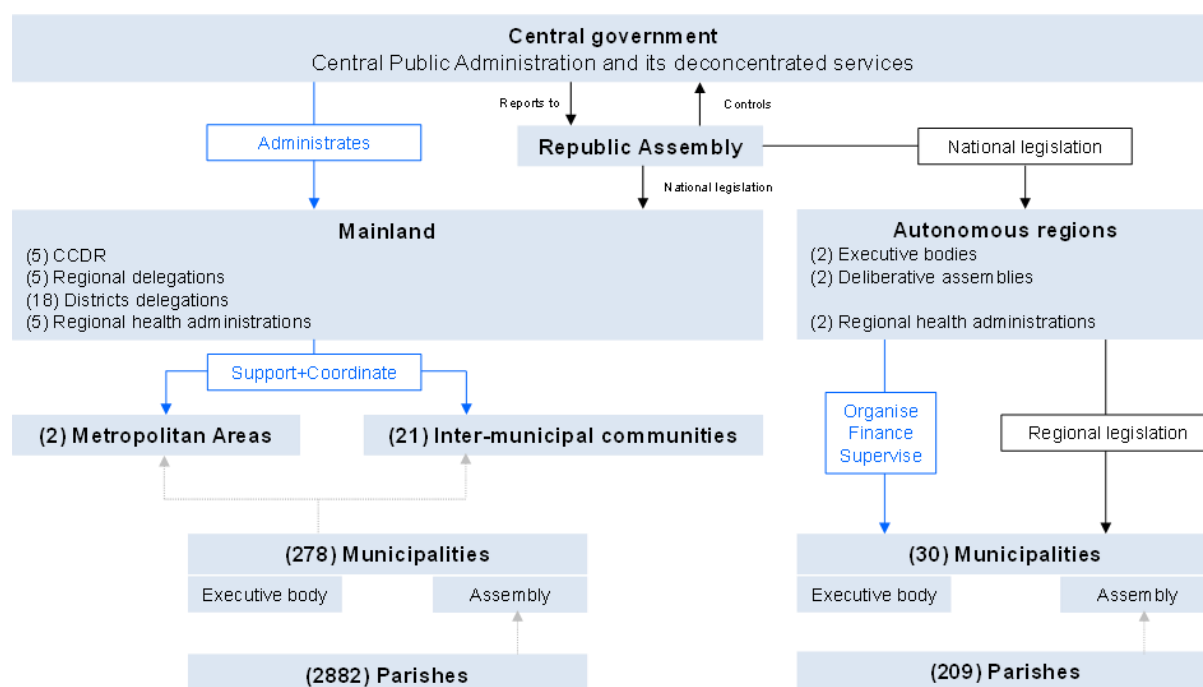 Central government
Central Public Administration and its deconcentrated services
Reports to
Controls
Administrates
Republic Assembly
National legislation
National legislation
Mainland
(5) CCDR
(5) Regional delegations
(18) Districts delegations
(5) Regional health administrations
Autonomous regions
(2) Executive bodies
(2) Deliberative assemblies
(2) Regional health administrations
Support+Coordinate
(2) Metropolitan Areas
(21) Inter-municipal communities
Organise
Finance
Supervise
Regional legislation
(278) Municipalities
Executive body
Assembly
(2882) Parishes
(30) Municipalities
Executive body
Assembly
(209) Parishes